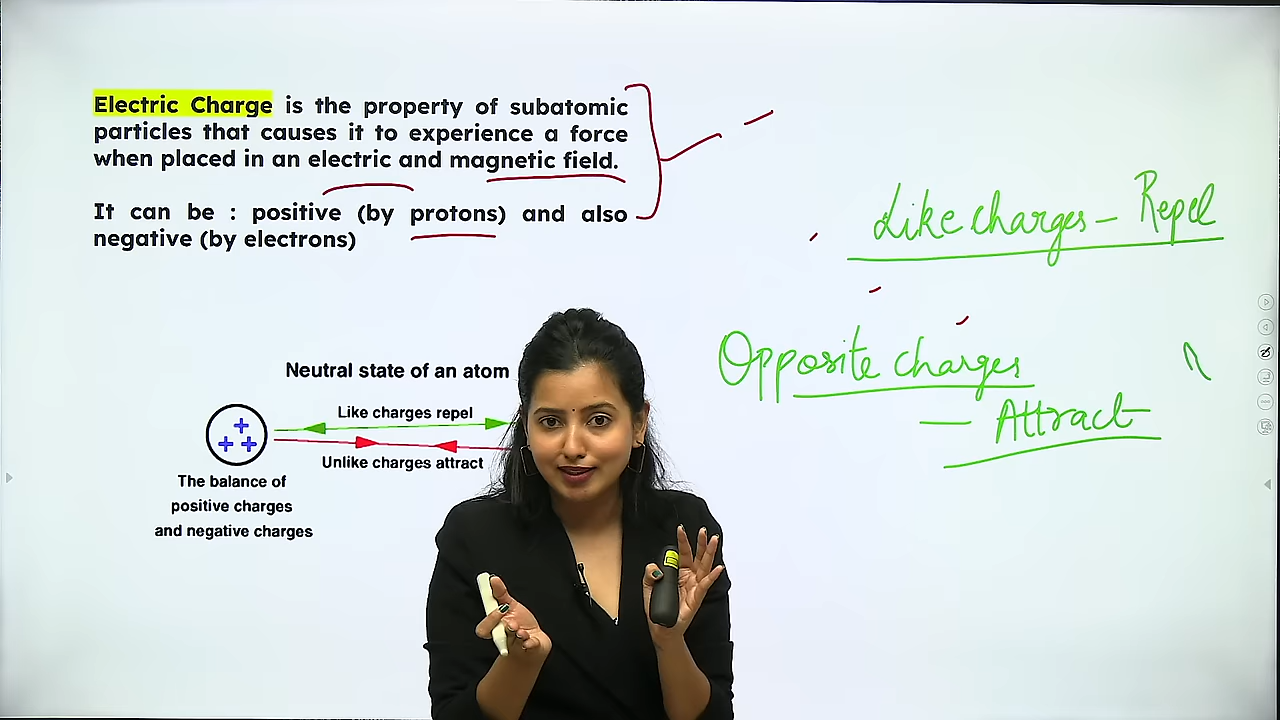 Electric Charge is the property of subatomic
particles that causes it to experience a force
when placed in an electric and magnetic field.
It can be : positive (by protons) and also
negative (by electrons)
Like charges - Repel
Opposite charges
- Attract
Neutral state of an atom
Like charges repel
+
+ +
Unlike charges attract
The balance of
positive charges
and negative charges